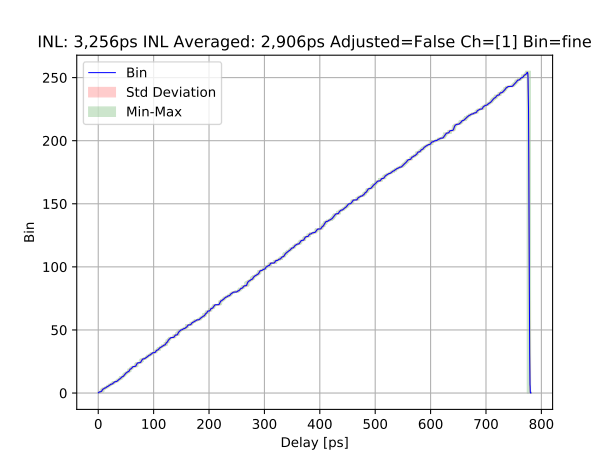 INL: 3,256ps INL Averaged: 2,906ps Adjusted=False Ch=[1] Bin=fine
Bin
Std Deviation
Min-Max
250
200
150
100
50
0
Bin
0 100 200 300 400 500 600 700 800
Delay [ps]